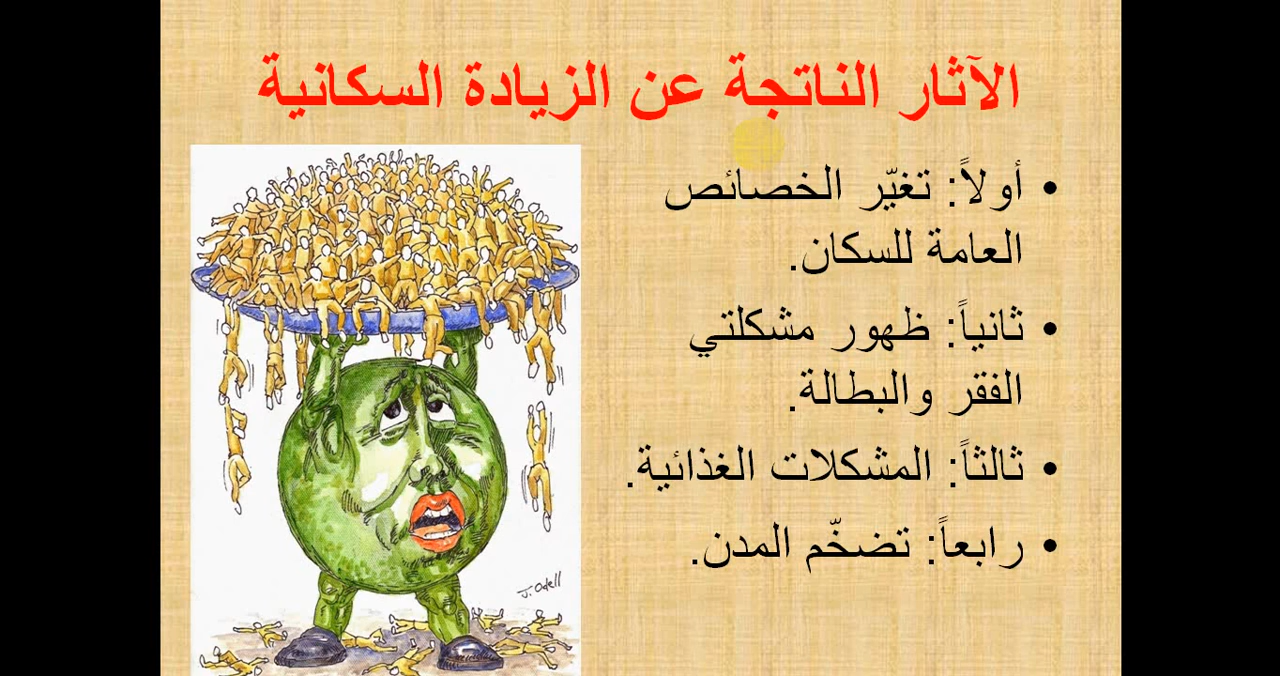 الآثار الناتجة عن الزيادة السكانية
• أولاً: تغيّر الخصائص
العامة للسكان.
• ثانياً: ظهور مشكلتي
الفقر والبطالة.
• ثالثاً: المشكلات الغذائية.
• رابعاً: تضخّم المدن.
J. Odell